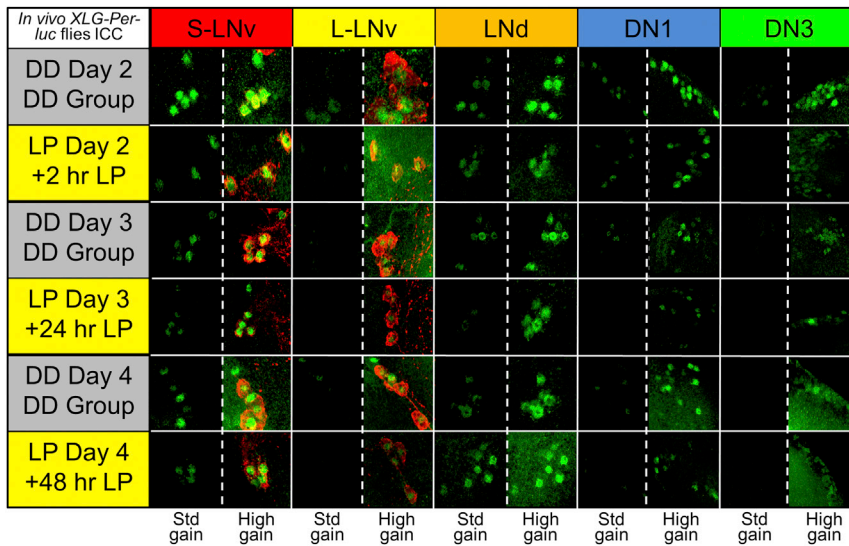 In vivo XLG-Per-
luc flies ICC
S-LNv
L-LNv
LNd
DN1
DN3
DD Day 2
DD Group
LP Day 2
+2 hr LP
DD Day 3
DD Group
LP Day 3
+24 hr LP
DD Day 4
DD Group
LP Day 4
+48 hr LP
Std
gain
High
gain
Std
gain
High
gain
Std
gain
High
gain
Std
gain
High
gain
Std
gain
High
gain